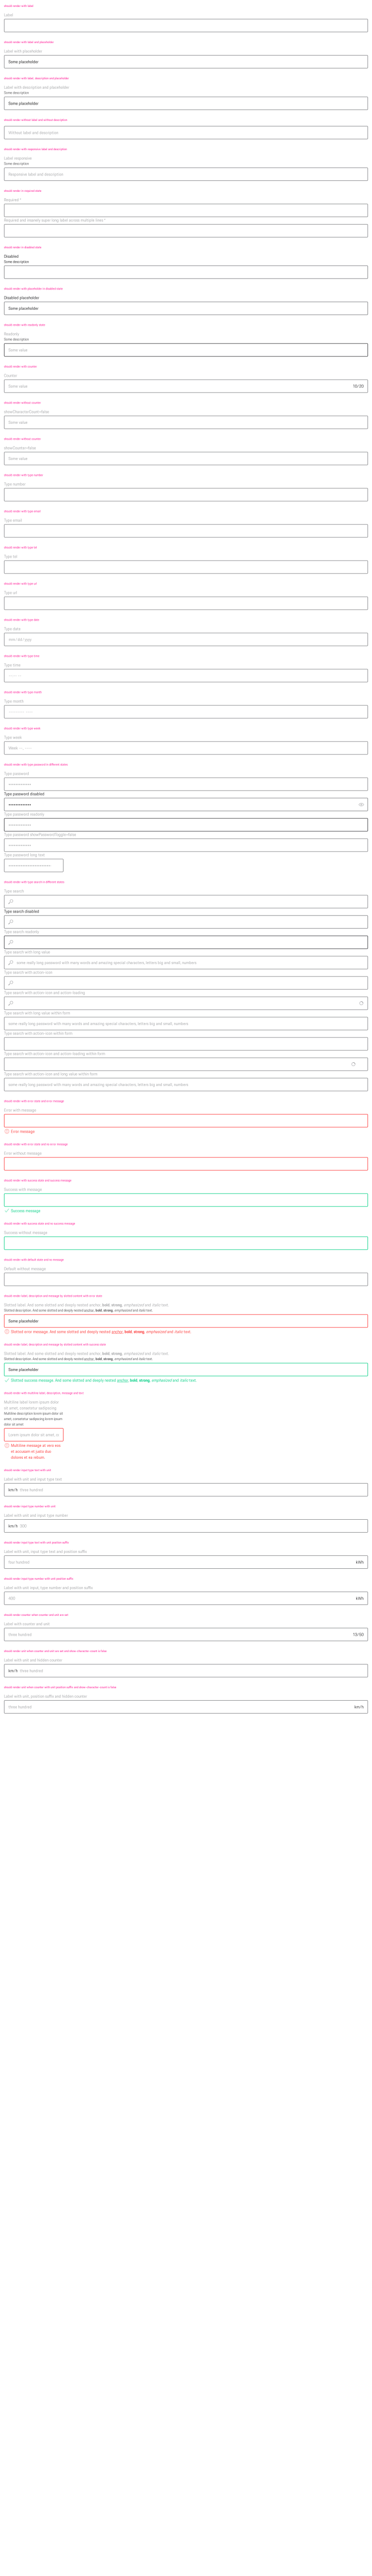 should render with label
Label
should render with label and placeholder
Label with placeholder
Some placeholder
should render with label, description and placeholder
Label with description and placeholder
Some description
Some placeholder
should render without label and without description
Without label and description
should render with responsive label and description
Label responsive
Some description
Responsive label and description
should render in required state
Required *
Required and insanely super long label across multiple lines *
should render in disabled state
Disabled
Some description
should render with placeholder in disabled state
Disabled placeholder
Some placeholder
should render with readonly state
Readonly
Some description
Some value
should render with counter
Counter
Some value
10/20
should render without counter
showCharacterCount=false
Some value
should render without counter
showCounter=false
Some value
should render with type number
Type number
should render with type email
Type email
should render with type tel
Type tel
should render with type url
Type url
should render with type date
Type date
mm/dd/yyyy
should render with type time
Type time
should render with type month
Type month
should render with type week
Type week
Week
should render with type password in different states
Type password
Type password disabled
Type password readonly
Type password showPasswordToggle=false
Type password long text
should render with type search in different states
Type search
Type search disabled
Type search readonly
Type search with long value
some really long password with many words and amazing special characters, letters big and small, numbers
Type search with action icon
Type search with action icon and action loading
Type search with long value within form
some really long password with many words and amazing special characters, letters big and small, numbers
Type search with action icon within form
Type search with action icon and action loading within form
Type search with action icon and long value within form
some really long password with many words and amazing special characters, letters big and small, numbers
should render with error state and error message
Error with message
Error message
should render with error state and no error message
Error without message
should render with success state and success message
Success with message
Success message
should render with success state and no success message
Success without message
should render with default state and no message
Default without message
should render label, description and message by slotted content with error state
Slotted label. And some slotted and deeply nested anchor, bold, strong, emphasized and italic text.
Slotted description. And some slotted and deeply nested anchor, bold, strong, emphasized and italic text.
Some placeholder
Slotted error message. And some slotted and deeply nested anchor, bold, strong, emphasized and italic text.
should render label, description and message by slotted content with success state
Slotted label. And some slotted and deeply nested anchor, bold, strong, emphasized and italic text.
Slotted description. And some slotted and deeply nested anchor, bold, strong, emphasized and italic text.
Some placeholder
Slotted success message. And some slotted and deeply nested anchor, bold, strong, emphasized and italic text.
should render with multiline label, description, message and text
Multiline label lorem ipsum dolor
sit amet, consetetur sadipscing
Multiline description lorem ipsum dolor sit
amet, consetetur sadipscing lorem ipsum
dolor sit amet
Lorem ipsum dolor sit amet, co
Multiline message at vero eos
et accusam et justo duo
dolores et ea rebum.
should render input type text with unit
Label with unit and input type text
km/h
three-hundred
should render input type number with unit
Label with unit and input type number
km/h
300
should render input type text with unit position suffix
Label with unit, input type text and position suffix
five-hundred
kWh
should render input type number with unit position suffix
Label with unit input, type number and position suffix
500
kWh
should render counter when counter and unit are set
Label with counter and unit
three-hundred
13/50
should render unit when counter and unit are set and show character count is false
Label with unit and hidden counter
km/h
three-hundred
should render unit when counter and unit position suffix and show character count is false
Label with unit, position suffix and hidden counter
three-hundred
km/h